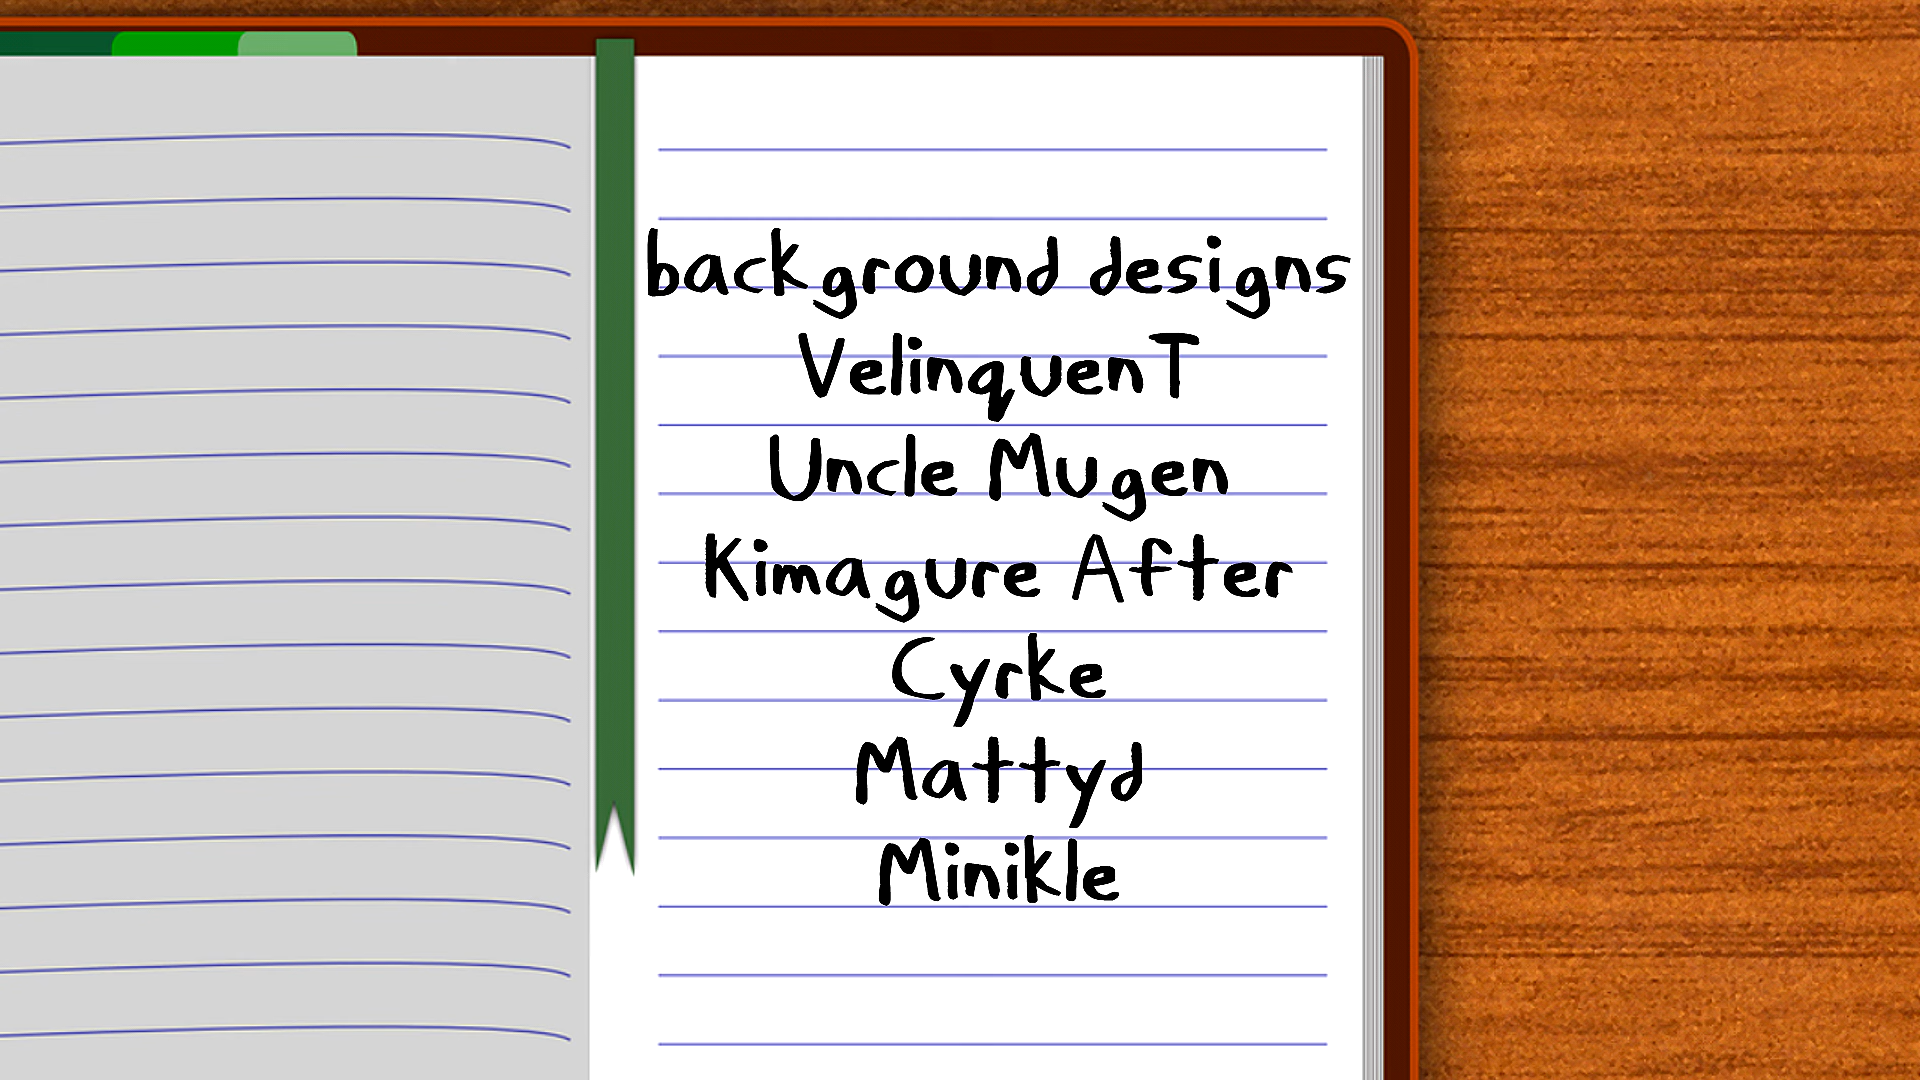 background designs
VelinquenT
Uncle Mugen
Kimagure After
Cyrke
Mattyd
Minikle